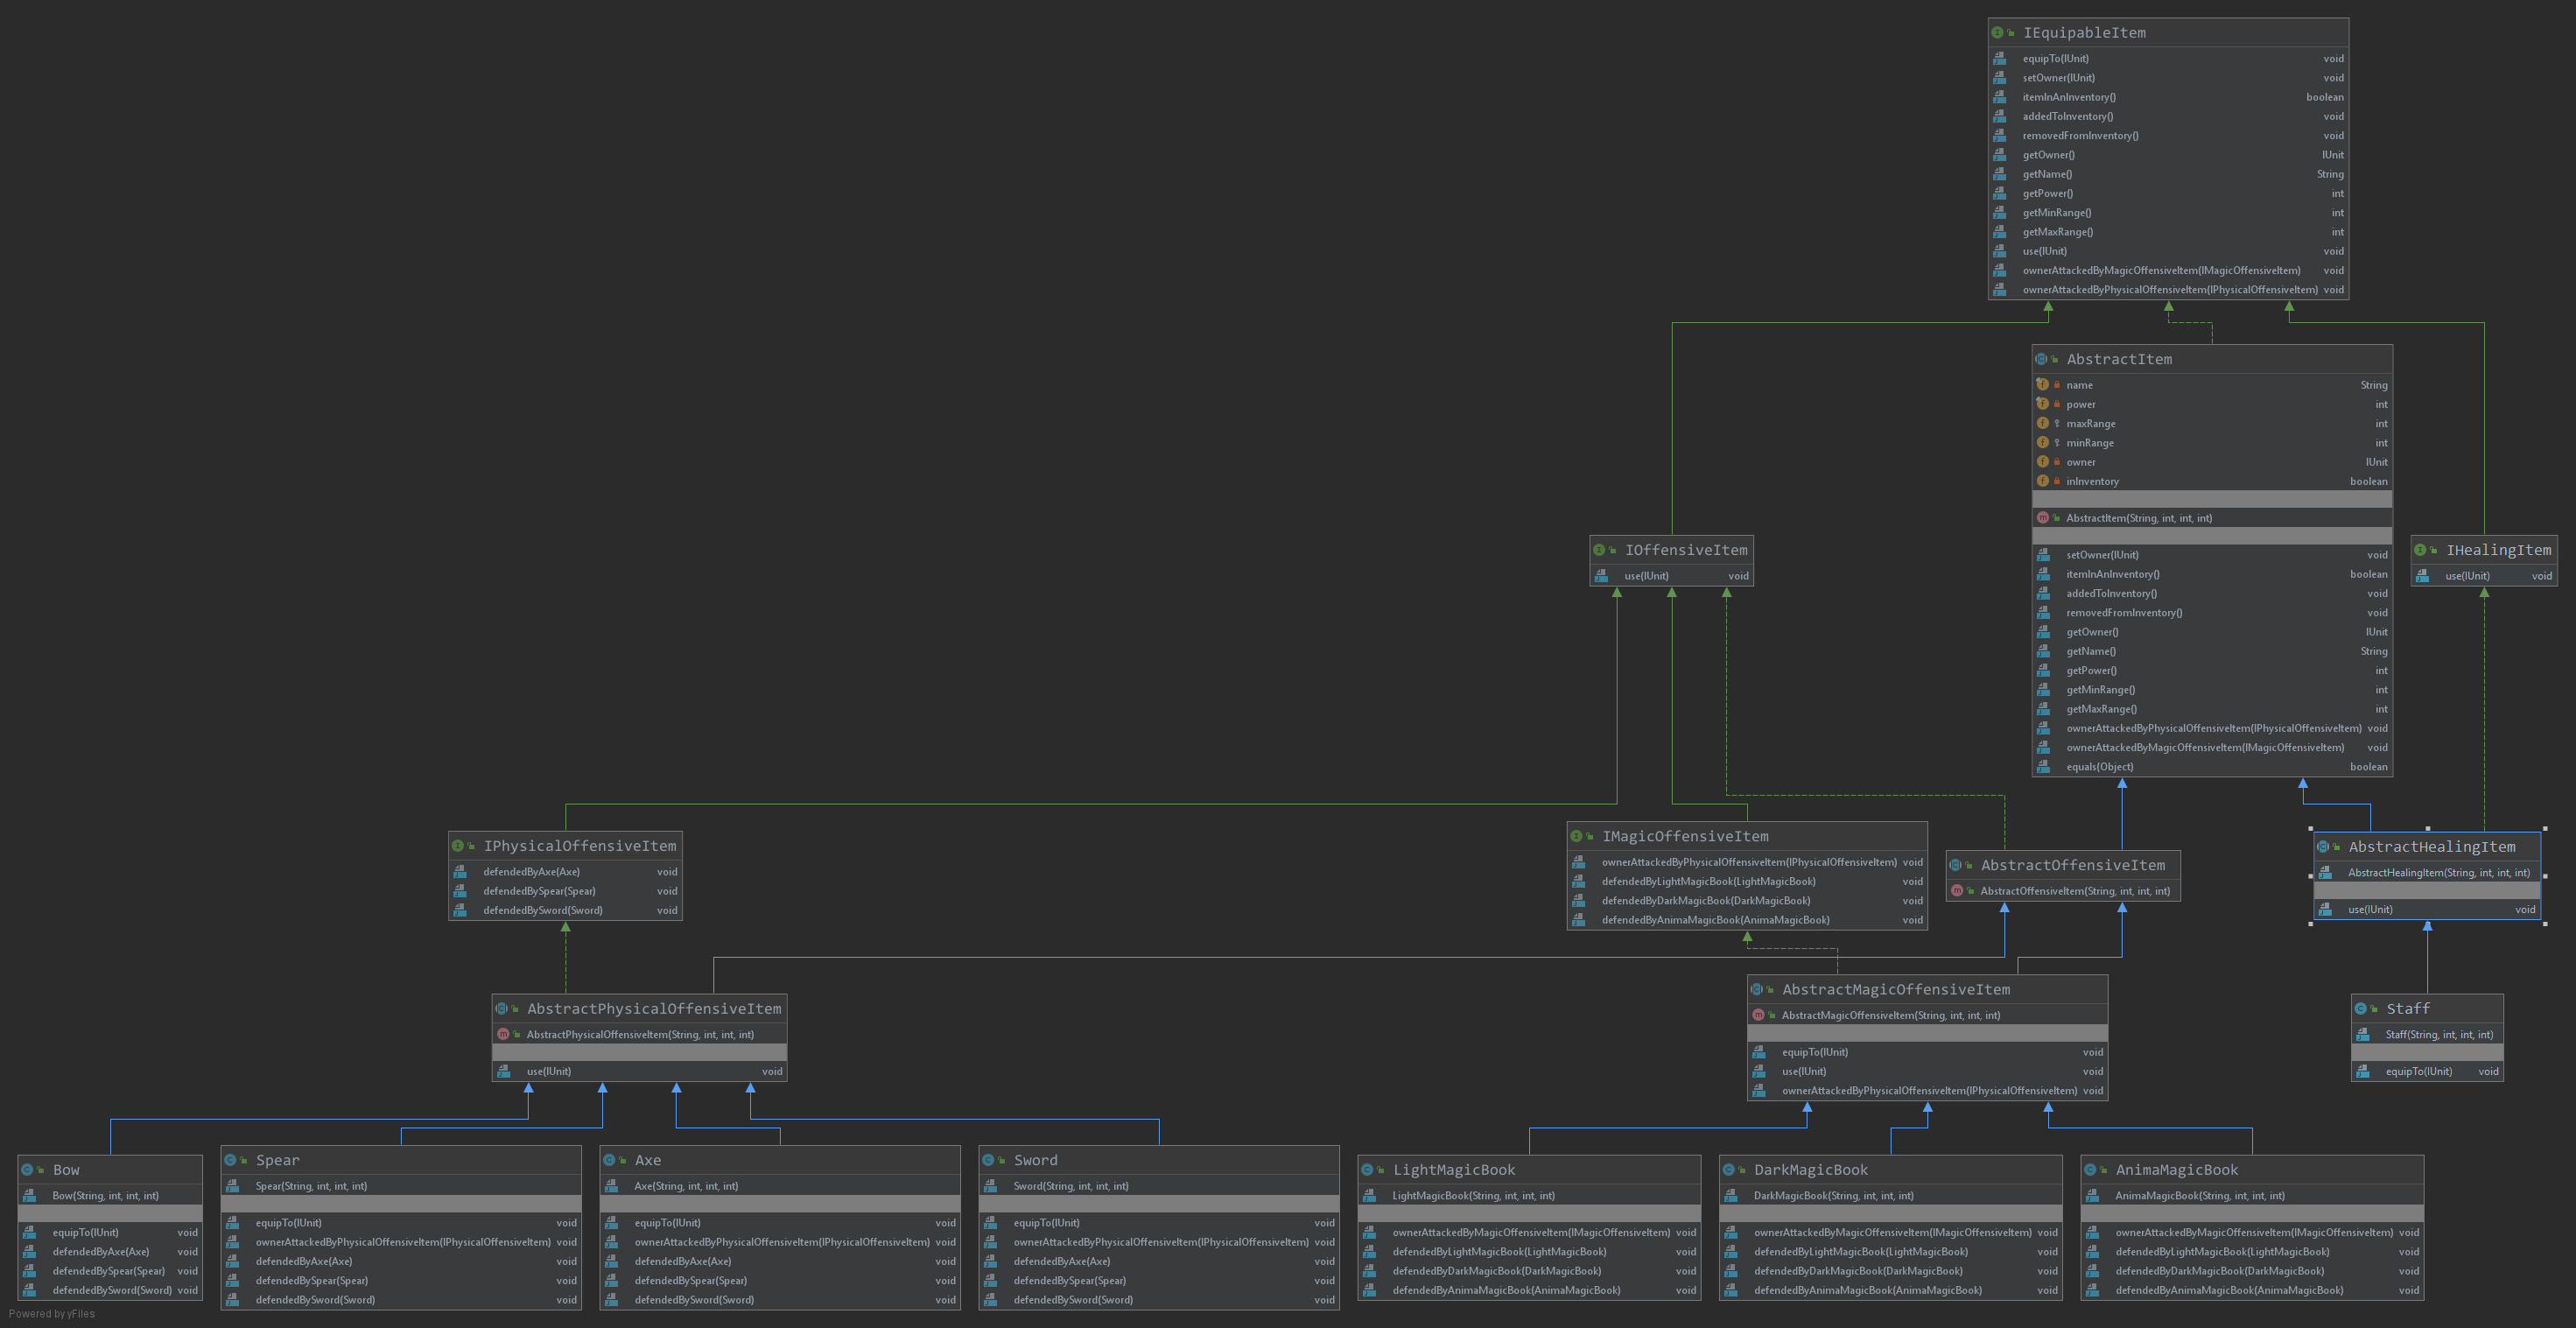 IEquipableItem
equipTo(IUnit) void
setOwner(IUnit) void
itemInAnInventory() boolean
addedToInventory() void
removedFromInventory() void
getOwner() IUnit
getName() String
getPower() int
getMinRange() int
getMaxRange() int
use(IUnit) void
ownerAttackedByMagicOffensiveItem(IMagicOffensiveItem) void
ownerAttackedByPhysicalOffensiveItem(IPhysicalOffensiveItem) void
AbstractItem
name String
power int
maxRange int
minRange int
owner IUnit
inInventory boolean
AbstractItem(String, int, int, int)
setOwner(IUnit) void
itemInAnInventory() boolean
addedToInventory() void
removedFromInventory() void
getOwner() IUnit
getName() String
getPower() int
getMinRange() int
getMaxRange() int
ownerAttackedByPhysicalOffensiveItem(IPhysicalOffensiveItem) void
ownerAttackedByMagicOffensiveItem(IMagicOffensiveItem) void
equals(Object) boolean
IOffensiveItem
use(IUnit) void
IHealingItem
use(IUnit) void
IPhysicalOffensiveItem
defendedByAxe(Axe) void
defendedBySpear(Spear) void
defendedBySword(Sword) void
IMagicOffensiveItem
ownerAttackedByPhysicalOffensiveItem(IPhysicalOffensiveItem) void
defendedByLightMagicBook(LightMagicBook) void
defendedByDarkMagicBook(DarkMagicBook) void
defendedByAnimaMagicBook(AnimaMagicBook) void
AbstractOffensiveItem
AbstractOffensiveItem(String, int, int, int)
AbstractHealingItem
AbstractHealingItem(String, int, int, int)
use(IUnit) void
AbstractPhysicalOffensiveItem
AbstractPhysicalOffensiveItem(String, int, int, int)
use(IUnit) void
AbstractMagicOffensiveItem
AbstractMagicOffensiveItem(String, int, int, int)
equipTo(IUnit) void
use(IUnit) void
ownerAttackedByPhysicalOffensiveItem(IPhysicalOffensiveItem) void
Staff
Staff(String, int, int, int)
equipTo(IUnit) void
Bow
Bow(String, int, int, int)
equipTo(IUnit) void
defendedByAxe(Axe) void
defendedBySpear(Spear) void
defendedBySword(Sword) void
Spear
Spear(String, int, int, int)
equipTo(IUnit) void
ownerAttackedByPhysicalOffensiveItem(IPhysicalOffensiveItem) void
defendedByAxe(Axe) void
defendedBySpear(Spear) void
defendedBySword(Sword) void
Axe
Axe(String, int, int, int)
equipTo(IUnit) void
ownerAttackedByPhysicalOffensiveItem(IPhysicalOffensiveItem) void
defendedByAxe(Axe) void
defendedBySpear(Spear) void
defendedBySword(Sword) void
Sword
Sword(String, int, int, int)
equipTo(IUnit) void
ownerAttackedByPhysicalOffensiveItem(IPhysicalOffensiveItem) void
defendedByAxe(Axe) void
defendedBySpear(Spear) void
defendedBySword(Sword) void
LightMagicBook
LightMagicBook(String, int, int, int)
ownerAttackedByMagicOffensiveItem(IMagicOffensiveItem) void
defendedByLightMagicBook(LightMagicBook) void
defendedByDarkMagicBook(DarkMagicBook) void
defendedByAnimaMagicBook(AnimaMagicBook) void
DarkMagicBook
DarkMagicBook(String, int, int, int)
ownerAttackedByMagicOffensiveItem(IMagicOffensiveItem) void
defendedByLightMagicBook(LightMagicBook) void
defendedByDarkMagicBook(DarkMagicBook) void
defendedByAnimaMagicBook(AnimaMagicBook) void
AnimaMagicBook
AnimaMagicBook(String, int, int, int)
ownerAttackedByMagicOffensiveItem(IMagicOffensiveItem) void
defendedByLightMagicBook(LightMagicBook) void
defendedByDarkMagicBook(DarkMagicBook) void
defendedByAnimaMagicBook(AnimaMagicBook) void
Powered by yFiles